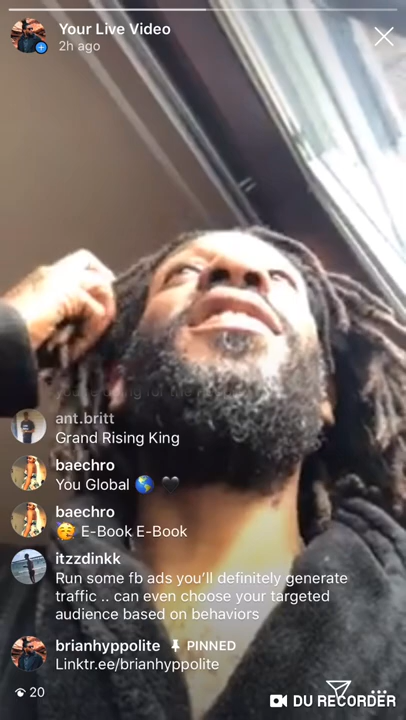 Your Live Video
2h ago
ant.britt
Grand Rising King
baechro
You Global 🌎 🖤
baechro
🥳 E-Book E-Book
itzzdinkk
Run some fb ads you’ll definitely generate
traffic .. can even choose your targeted
audience based on behaviors
brianhyppolite PINNED
Linktr.ee/brianhyppolite
20
DU RECORDER